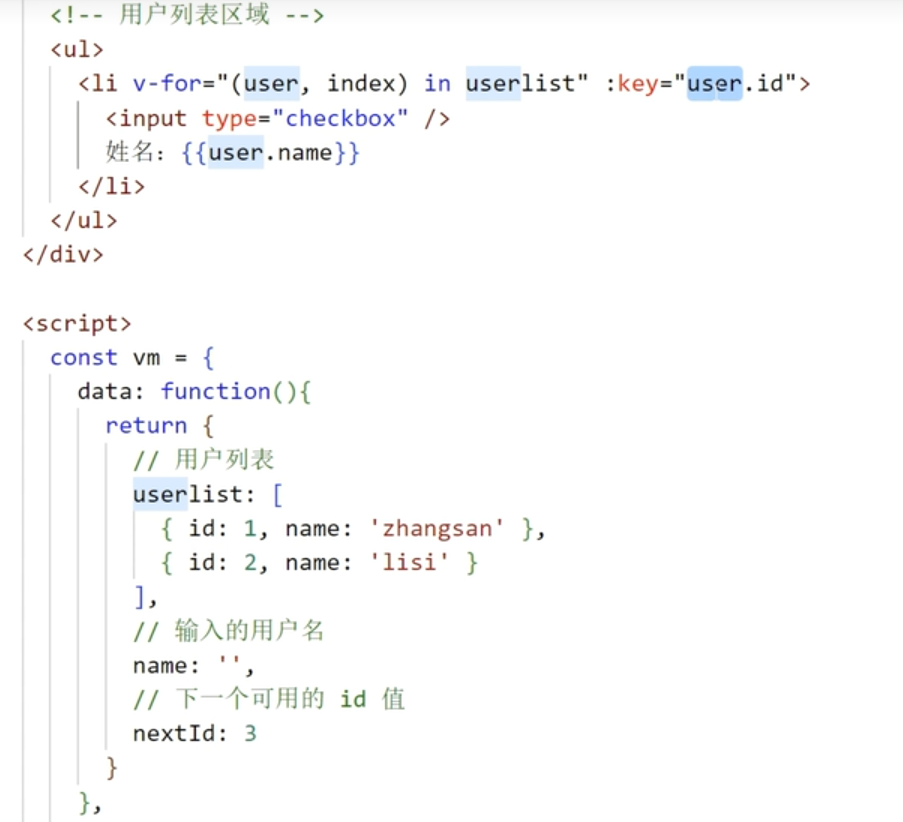 <!-- 用户列表区域 -->
<ul>
<li v-for="(user, index) in userlist" :key="user.id">
<input type="checkbox" />
姓名：{{user.name}}
</li>
</ul>
</div>
<script>
const vm = {
data: function(){
return {
// 用户列表
userlist: [
{ id: 1, name: 'zhangsan' },
{ id: 2, name: 'lisi' }
],
// 输入的用户名
name: '',
// 下一个可用的 id 值
nextId: 3
}
},